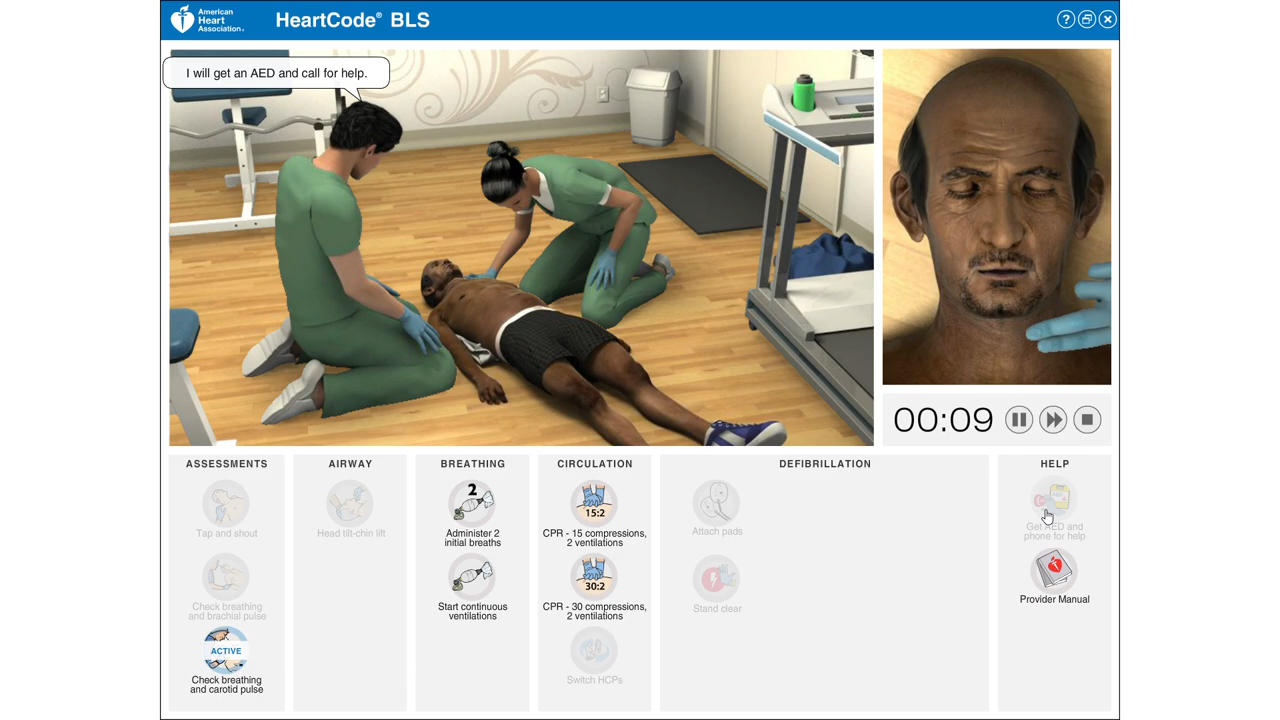 American
Heart
Association.
HeartCode® BLS
?
I will get an AED and call for help.
00:09
ASSESSMENTS
Tap and shout
Check breathing
and brachial pulse
ACTIVE
Check breathing
and carotid pulse
AIRWAY
Head tilt-chin lift
BREATHING
2
Administer 2
initial breaths
Start continuous
ventilations
CIRCULATION
15:2
CPR - 15 compressions,
2 ventilations
30:2
CPR - 30 compressions,
2 ventilations
Switch HCPs
DEFIBRILLATION
Attach pads
Stand clear
HELP
Get AED and
phone for help
Provider Manual